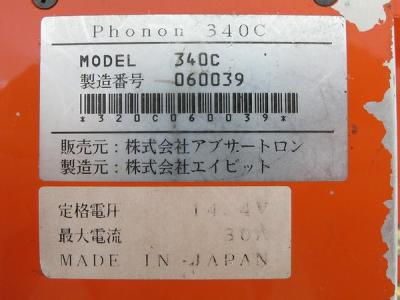 Phonon 340C
MODEL 340C
製造番号 060039
*320C060039*
販売元：株式会社アブサートロン
製造元：株式会社エイビット
定格電圧 14.4V
最大電流 30A
MADE IN JAPAN